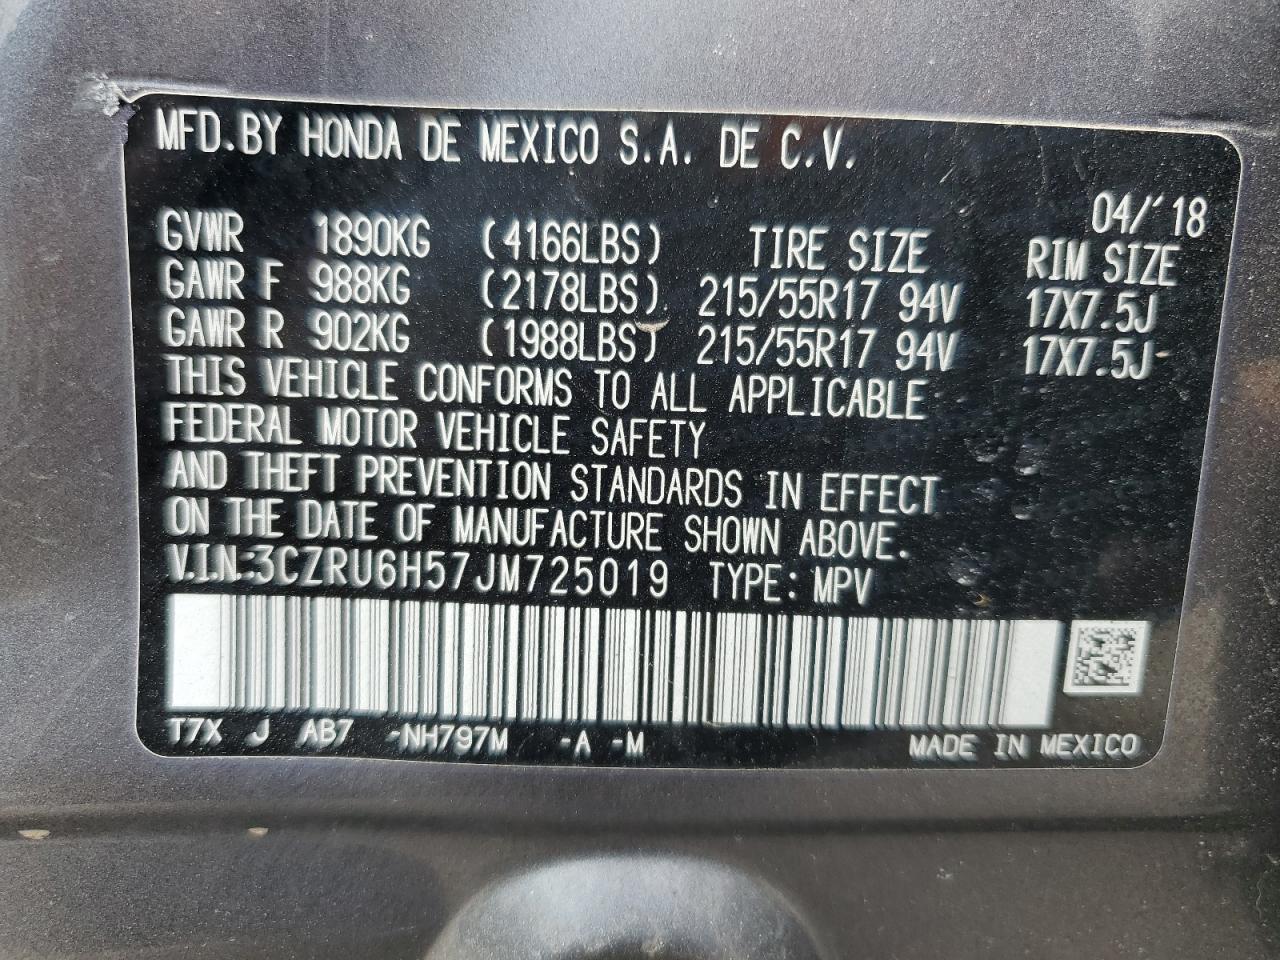 MFD.BY HONDA DE MEXICO S.A. DE C.V.
04/'18
GVWR 1890KG (4166LBS) TIRE SIZE RIM SIZE
GAWR F 988KG (2178LBS) 215/55R17 94V 17X7.5J
GAWR R 902KG (1988LBS) 215/55R17 94V 17X7.5J
THIS VEHICLE CONFORMS TO ALL APPLICABLE
FEDERAL MOTOR VEHICLE SAFETY
AND THEFT PREVENTION STANDARDS IN EFFECT
ON THE DATE OF MANUFACTURE SHOWN ABOVE.
V.I.N.:3CZRU6H57JM725019 TYPE: MPV
T7X J AB7 -NH797M -A -M MADE IN MEXICO